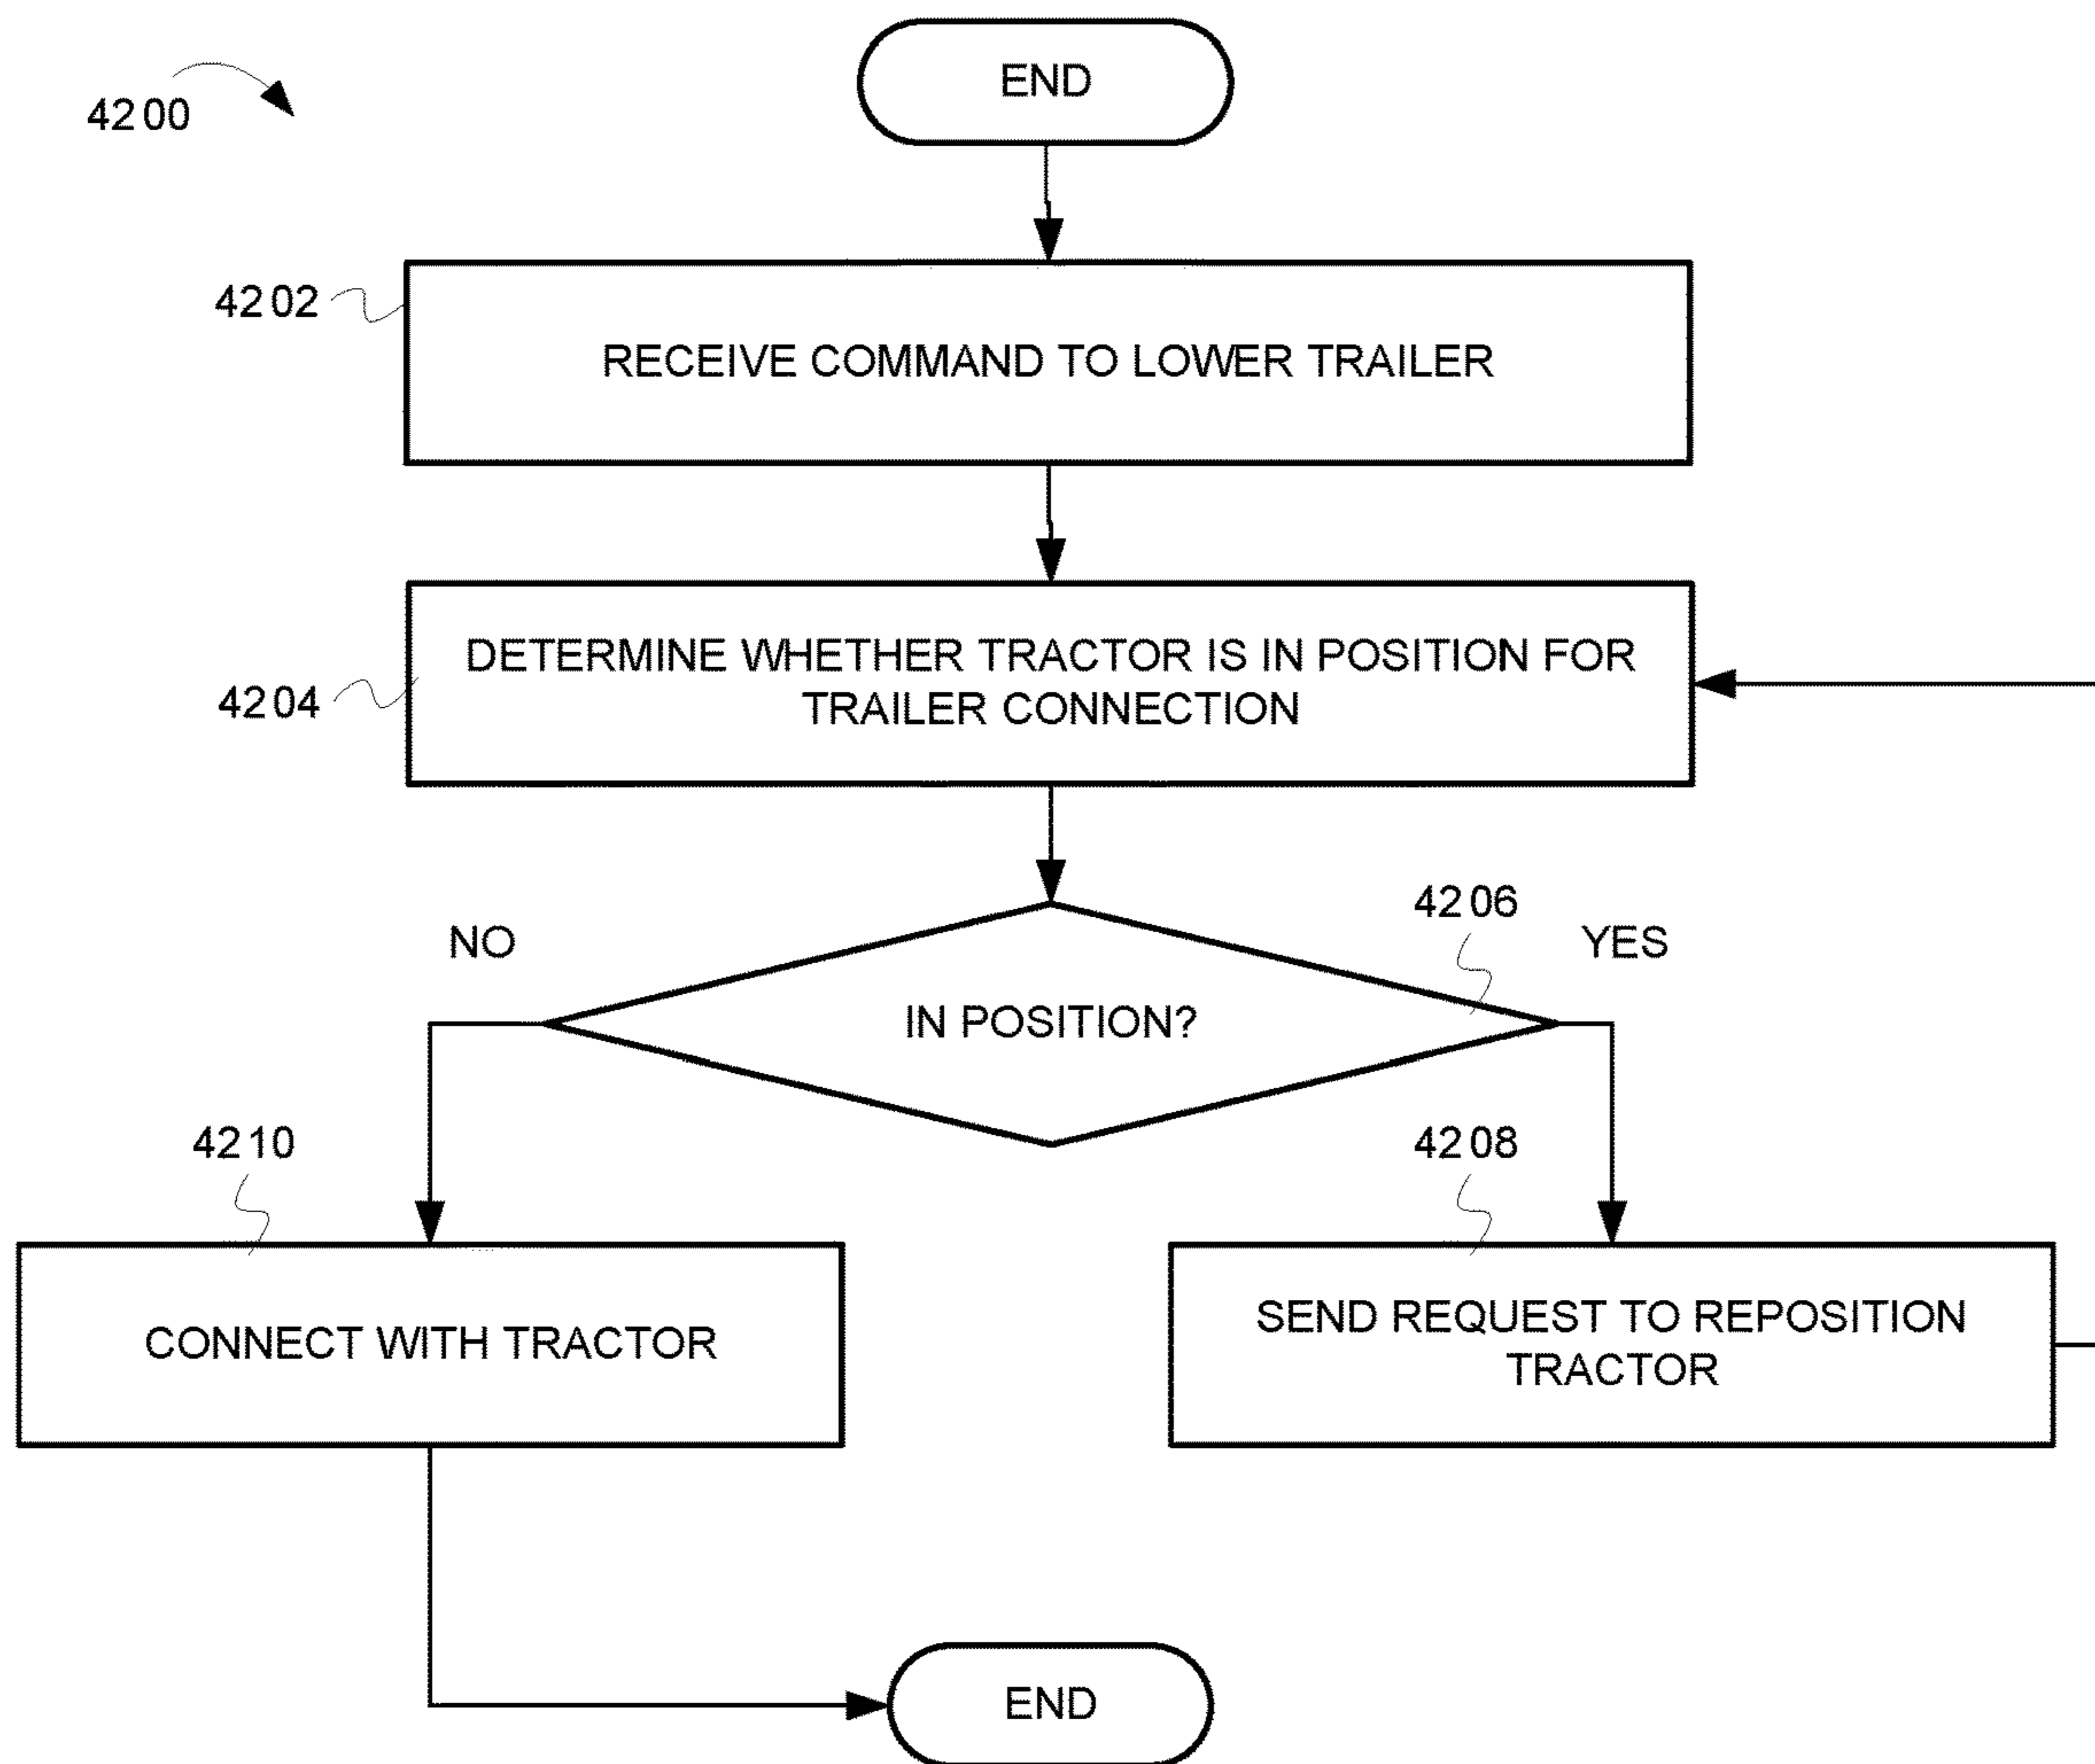 END
4200
4202
RECEIVE COMMAND TO LOWER TRAILER
DETERMINE WHETHER TRACTOR IS IN POSITION FOR
TRAILER CONNECTION
4204
4206
NO
YES
IN POSITION?
4210
4208
CONNECT WITH TRACTOR
SEND REQUEST TO REPOSITION
TRACTOR
END